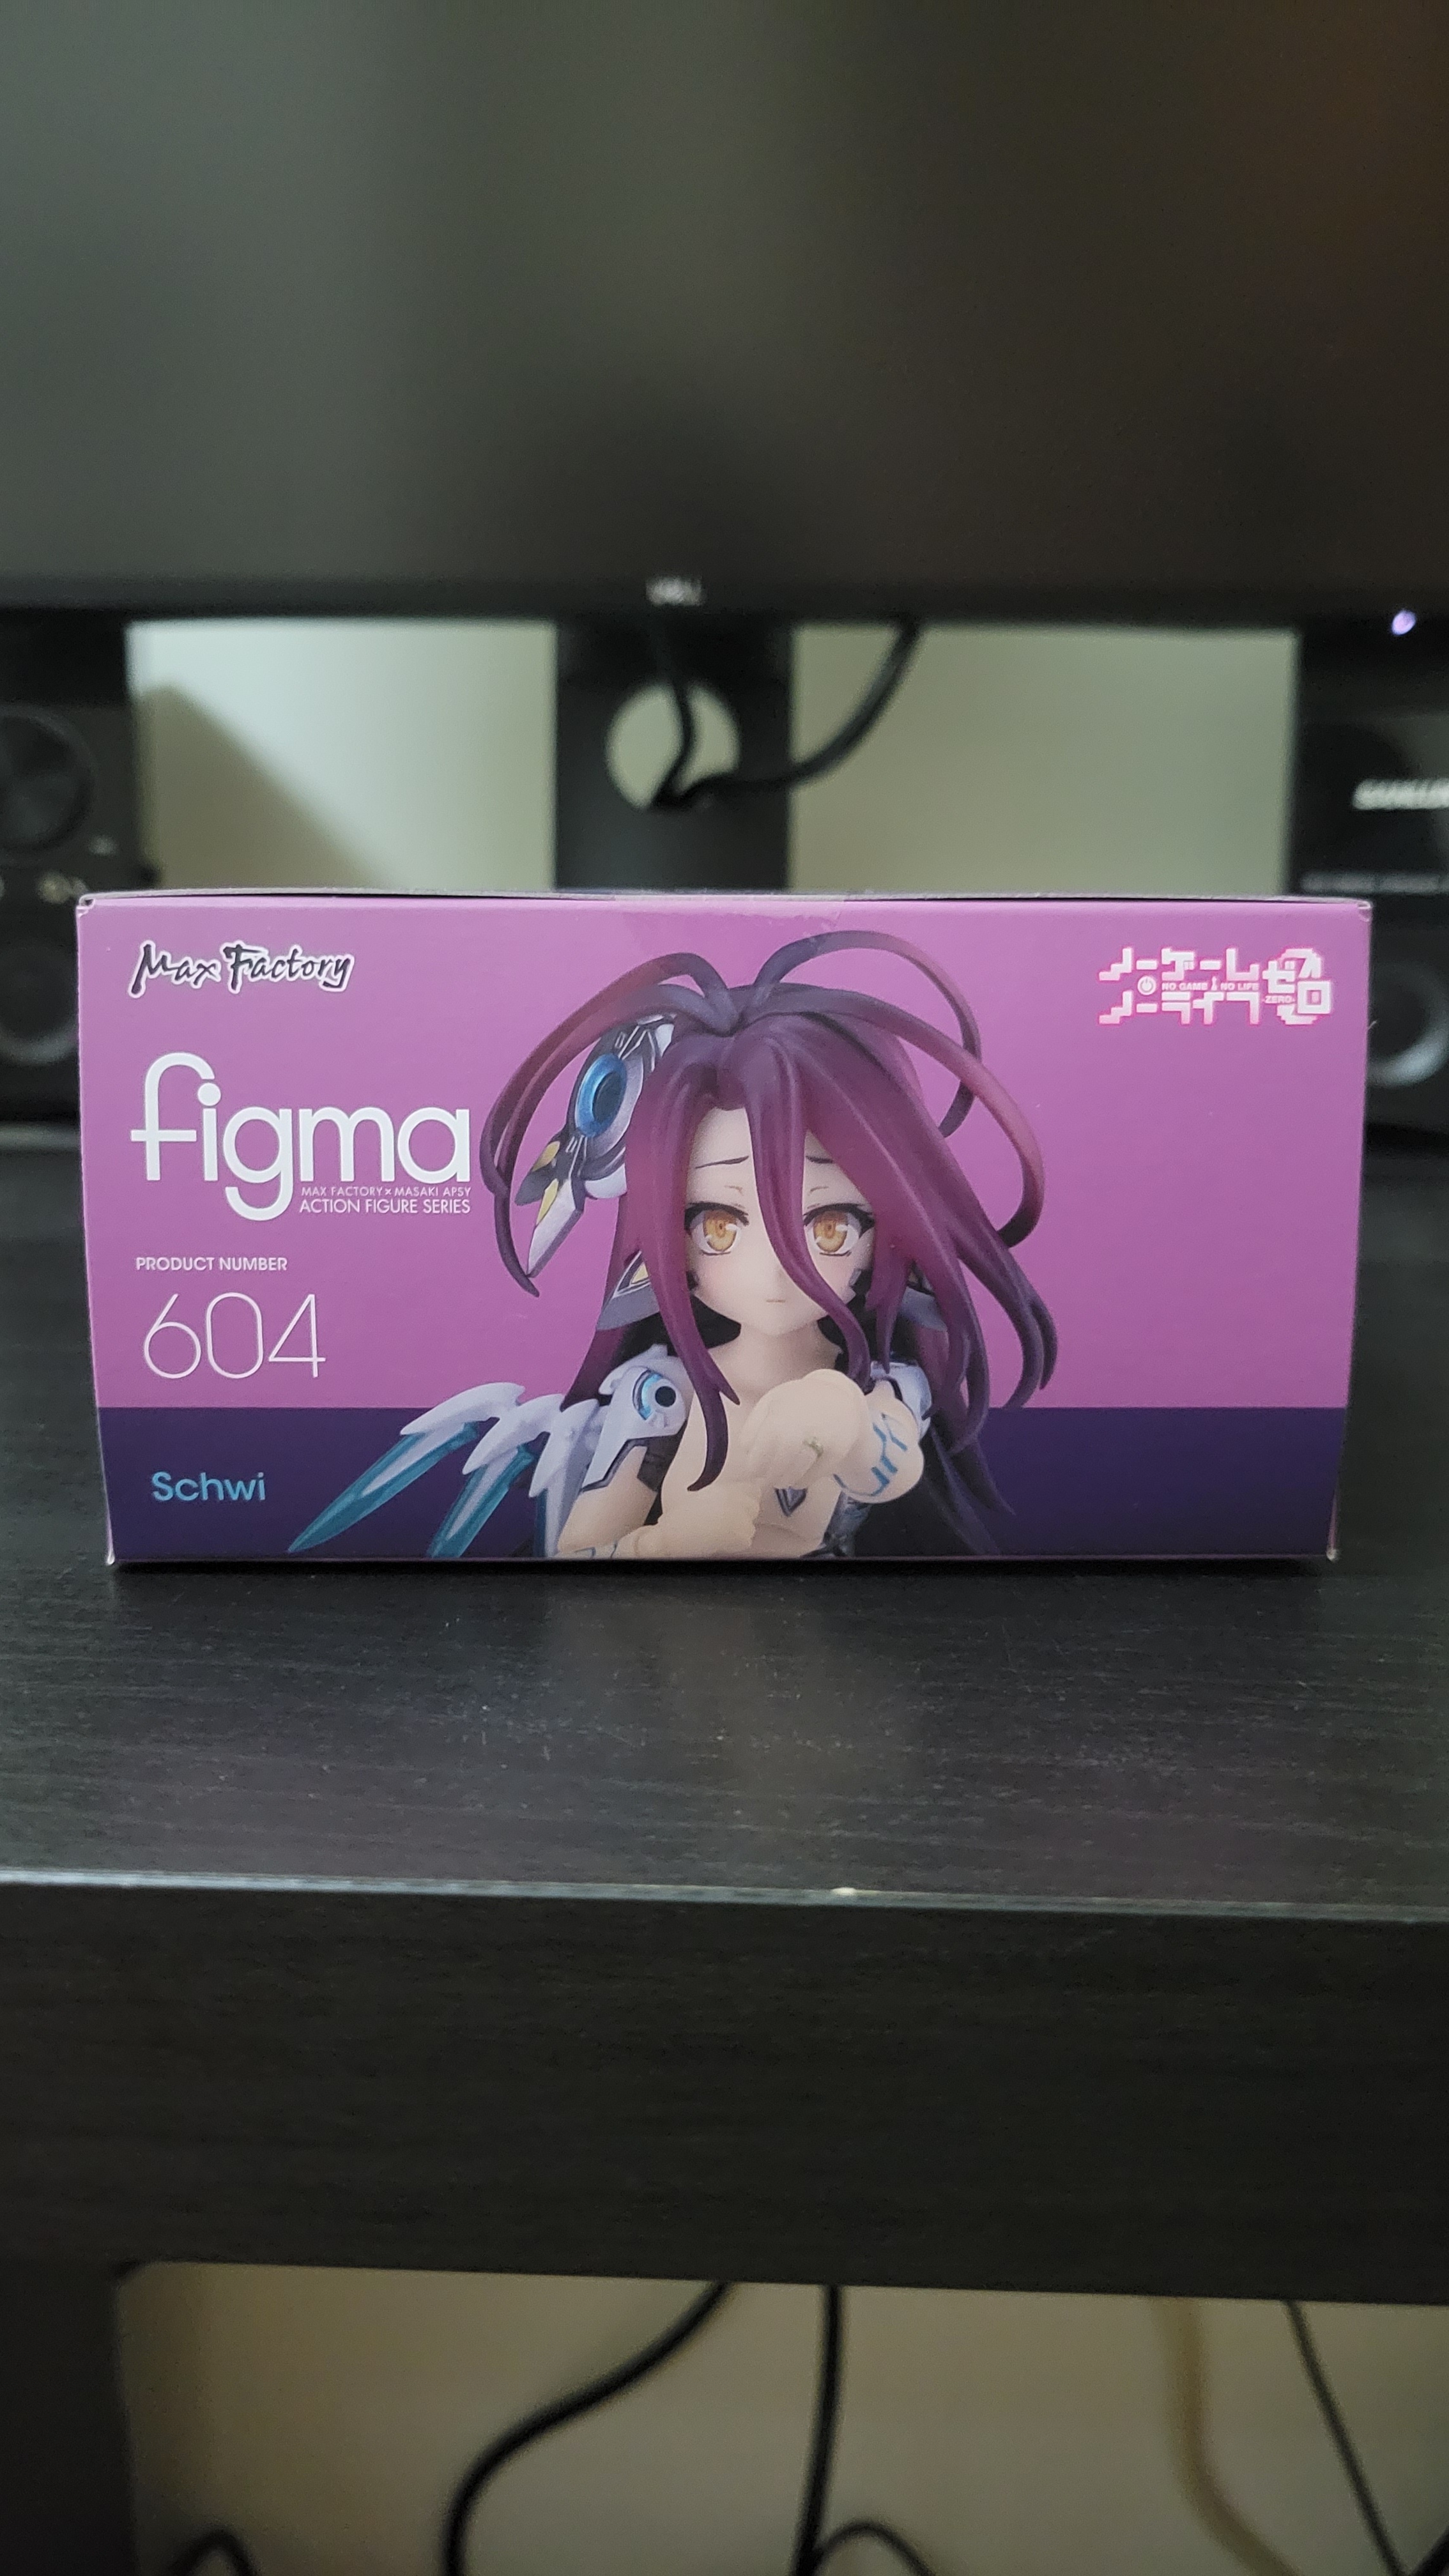 DELL
Max Factory
ノーゲーム
NO GAME NO LIFE
ノーライフ
ゼロ
-ZERO-
figma
MAX FACTORY × MASAKI APSY
ACTION FIGURE SERIES
PRODUCT NUMBER
604
Schwi